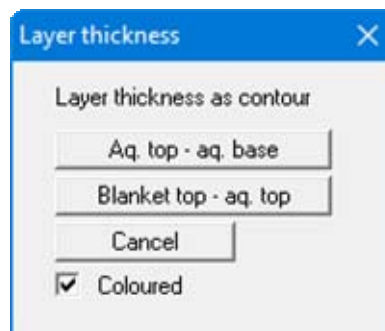 Layer thickness
Layer thickness as contour
Aq. top - aq. base
Blanket top - aq. top
Cancel
Coloured